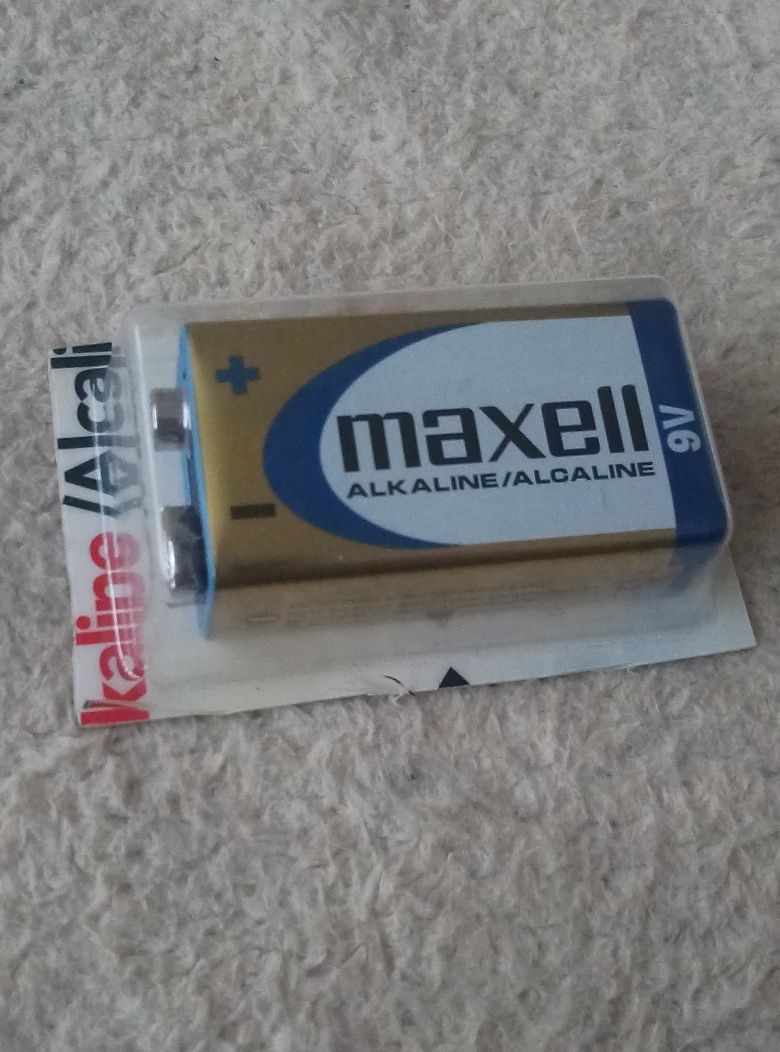 maxell
ALKALINE/ALCALINE
9V
+
−
kaline /Alcali